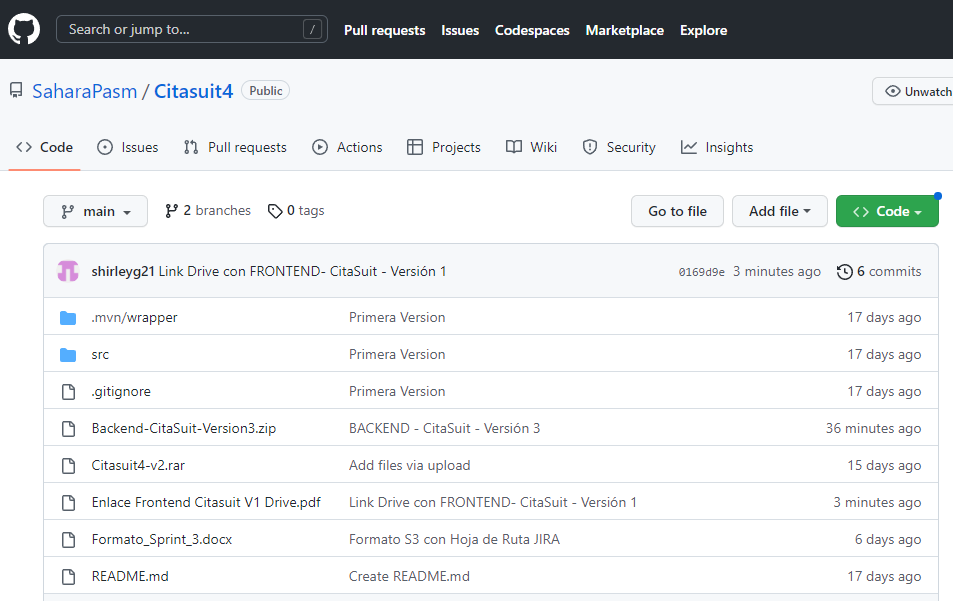 Search or jump to... /
Pull requests Issues Codespaces Marketplace Explore
SaharaPasm / Citasuit4 Public
Unwatch
Code Issues Pull requests Actions Projects Wiki Security Insights
main 2 branches 0 tags Go to file Add file Code
shirleyg21 Link Drive con FRONTEND- CitaSuit - Versión 1 0169d9e 3 minutes ago 6 commits
.mvn/wrapper Primera Version 17 days ago
src Primera Version 17 days ago
.gitignore Primera Version 17 days ago
Backend-CitaSuit-Version3.zip BACKEND - CitaSuit - Versión 3 36 minutes ago
Citasuit4-v2.rar Add files via upload 15 days ago
Enlace Frontend Citasuit V1 Drive.pdf Link Drive con FRONTEND- CitaSuit - Versión 1 3 minutes ago
Formato_Sprint_3.docx Formato S3 con Hoja de Ruta JIRA 6 days ago
README.md Create README.md 17 days ago